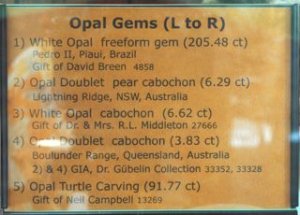 Opal Gems (L to R)
1) White Opal freeform gem (205.48 ct)
Pedro II, Piaui, Brazil
Gift of David Breen 4858
2) Opal Doublet pear cabochon (6.29 ct)
Lightning Ridge, NSW, Australia
3) White Opal cabochon (6.62 ct)
Gift of Dr. & Mrs. R.L. Middleton 27666
4) Opal Doublet cabochon (3.83 ct)
Boulunder Range, Queensland, Australia
2) & 4) GIA, Dr. Gübelin Collection 33352, 33328
5) Opal Turtle Carving (91.77 ct)
Gift of Neil Campbell 13269